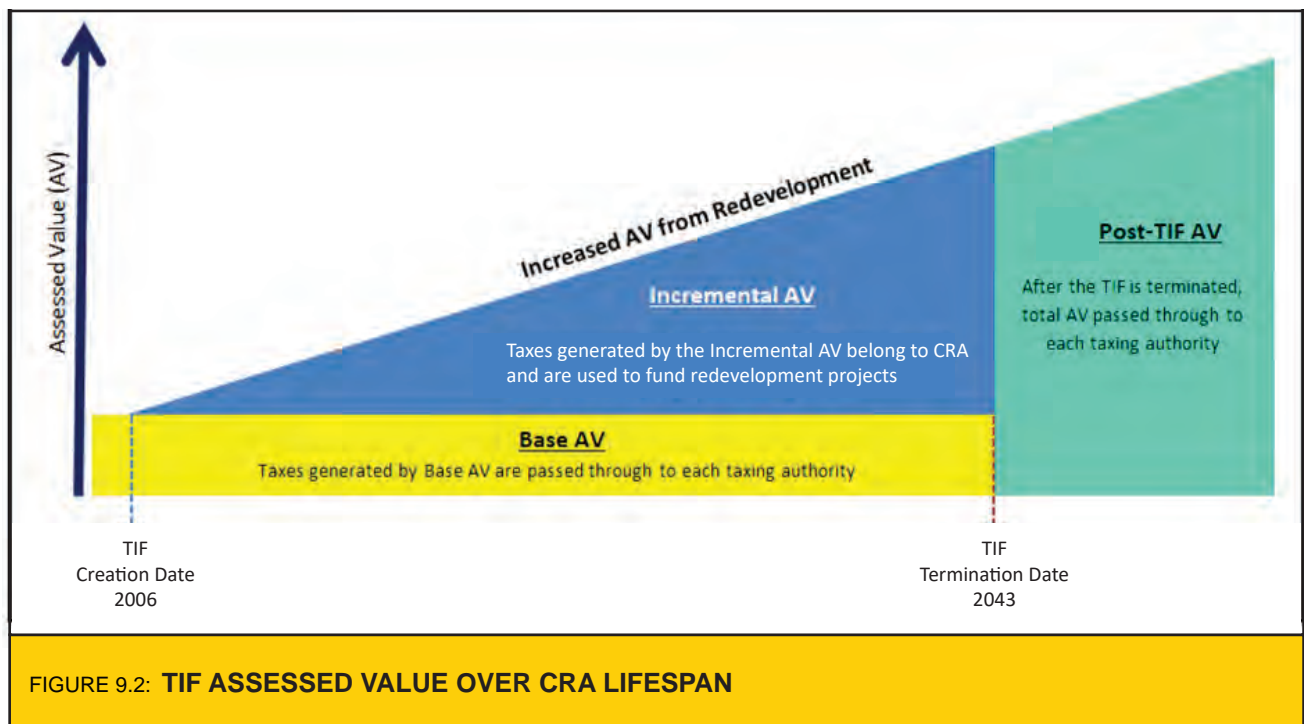 Assessed Value (AV)
Increased AV from Redevelopment
Incremental AV
Taxes generated by the Incremental AV belong to CRA
and are used to fund redevelopment projects
Post-TIF AV
After the TIF is terminated,
total AV passed through to
each taxing authority
Base AV
Taxes generated by Base AV are passed through to each taxing authority
TIF
Creation Date
2006
TIF
Termination Date
2043
FIGURE 9.2: TIF ASSESSED VALUE OVER CRA LIFESPAN